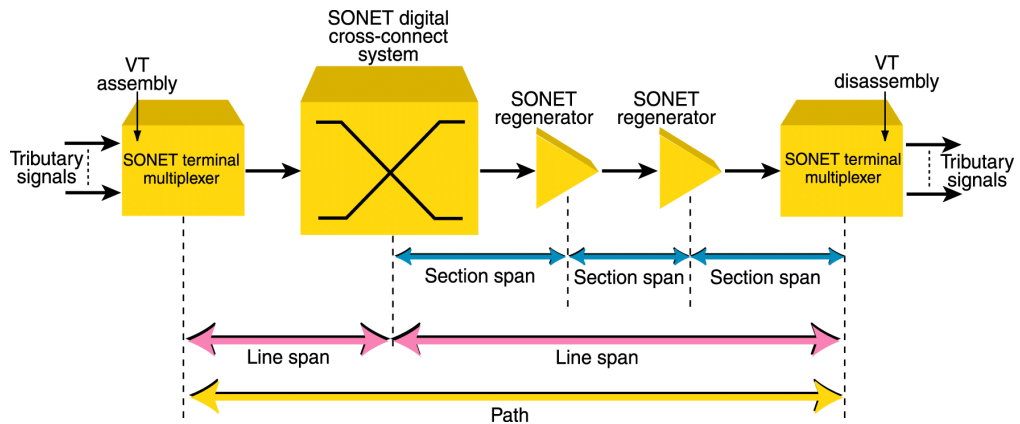 SONET digital
cross-connect
system
VT
assembly
VT
disassembly
SONET
regenerator
SONET
regenerator
Tributary
signals
SONET terminal
multiplexer
SONET terminal
multiplexer
Tributary
signals
Section span
Section span
Section span
Line span
Line span
Path